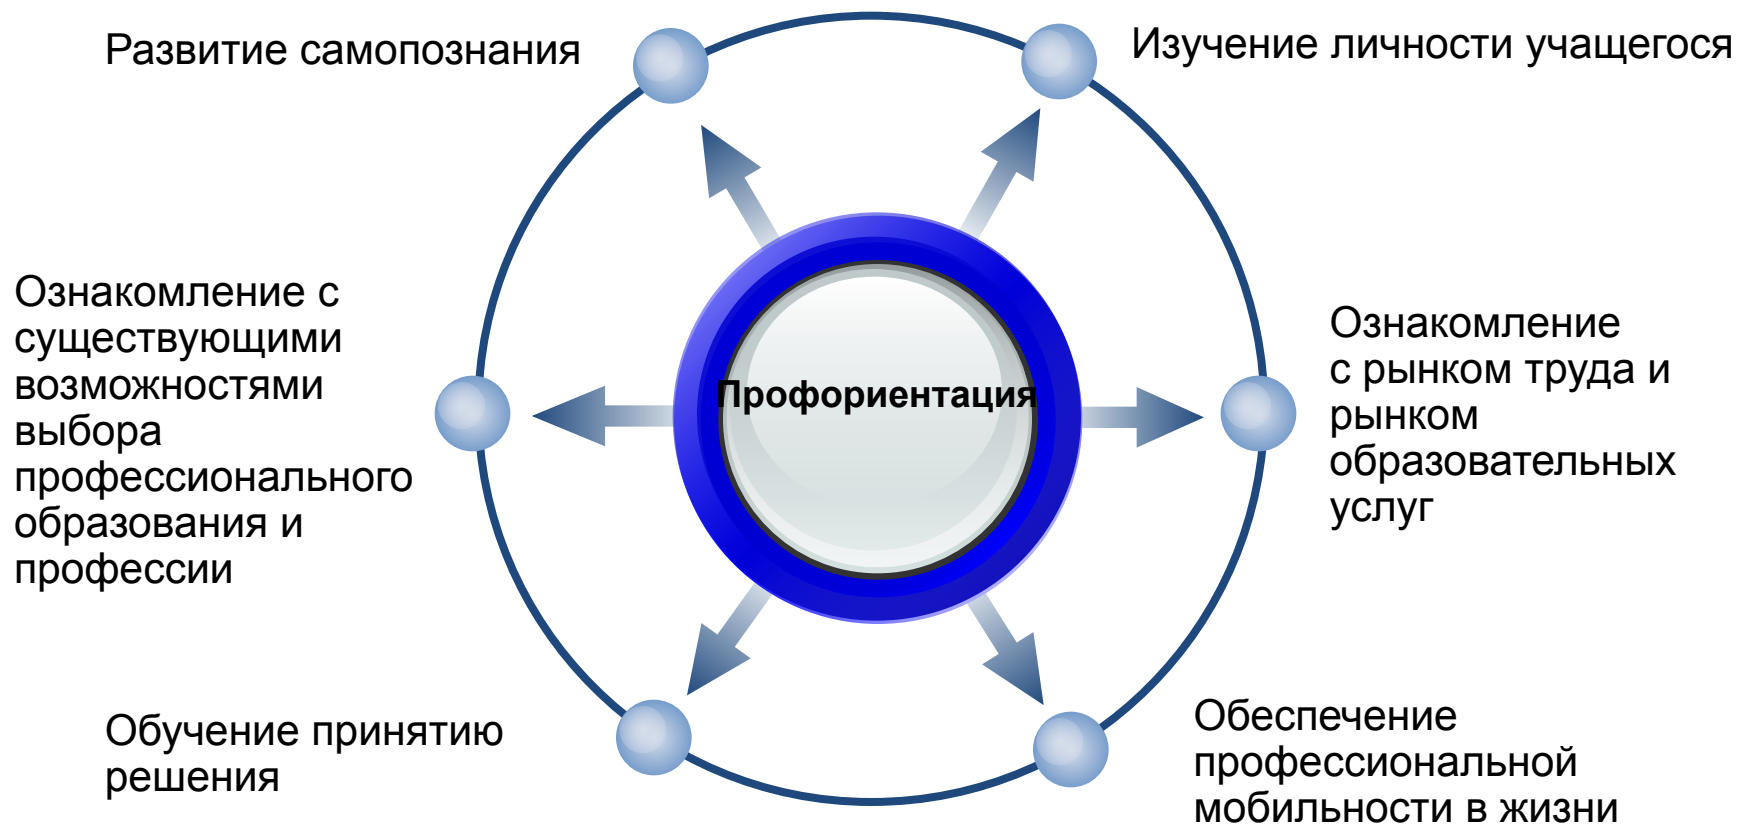 Развитие самопознания
Изучение личности учащегося
Ознакомление с
существующими
возможностями
выбора
профессионального
образования и
профессии
Профориентация
Ознакомление
с рынком труда и
рынком
образовательных
услуг
Обучение принятию
решения
Обеспечение
профессиональной
мобильности в жизни